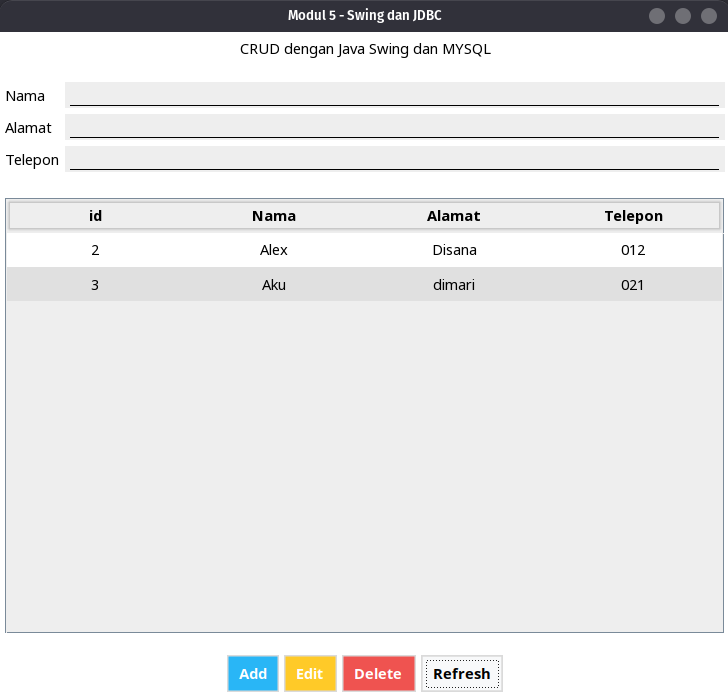 Modul 5 - Swing dan JDBC
CRUD dengan Java Swing dan MYSQL
Nama
Alamat
Telepon
id Nama Alamat Telepon
2 Alex Disana 012
3 Aku dimari 021
Add Edit Delete Refresh